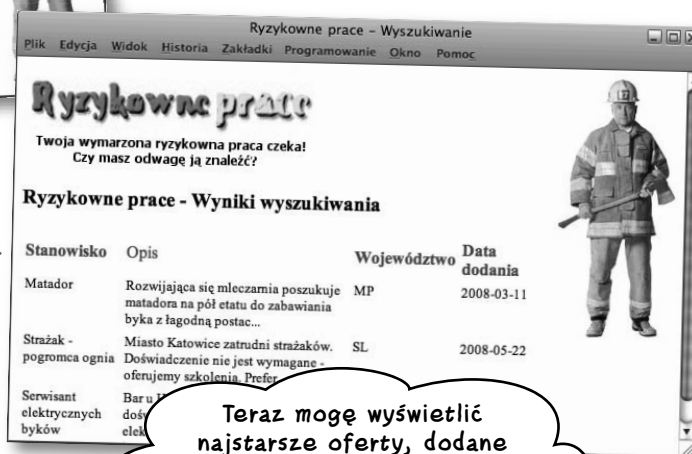 Ryzykowne prace - Wyszukiwanie
Plik Edycja Widok Historia Zakładki Programowanie Okno Pomoc
Ryzykowne prace
Twoja wymarzona ryzykowna praca czeka!
Czy masz odwagę ją znaleźć?
Ryzykowne prace - Wyniki wyszukiwania
Stanowisko Opis Województwo Data
dodania
Matador Rozwijająca się mleczarnia poszukuje MP 2008-03-11
matadora na pół etatu do zabawiania
byka z łagodną postac...
Strażak - Miasto Katowice zatrudni strażaków. SL 2008-05-22
pogromca ognia Doświadczenie nie jest wymagane -
oferujemy szkolenia. Prefer
Serwisant Bar u
elektrycznych
byków
Teraz mogę wyświetlić
najstarsze oferty, dodane